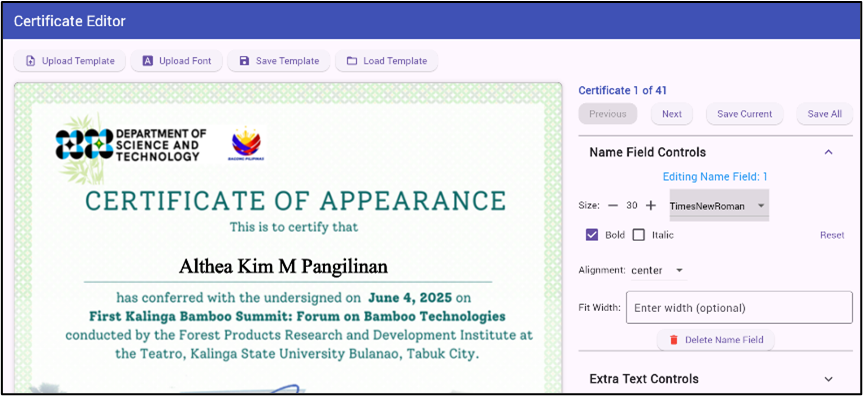 Certificate Editor
Upload Template
Upload Font
Save Template
Load Template
DEPARTMENT OF
SCIENCE AND
TECHNOLOGY
BAGONG PILIPINAS
CERTIFICATE OF APPEARANCE
This is to certify that
Althea Kim M Pangilinan
has conferred with the undersigned on June 4, 2025 on
First Kalinga Bamboo Summit: Forum on Bamboo Technologies
conducted by the Forest Products Research and Development Institute at
the Teatro, Kalinga State University Bulanao, Tabuk City.
Certificate 1 of 41
Previous
Next
Save Current
Save All
Name Field Controls
Editing Name Field: 1
Size: − 30 + TimesNewRoman
Bold
Italic
Reset
Alignment: center
Fit Width: Enter width (optional)
Delete Name Field
Extra Text Controls